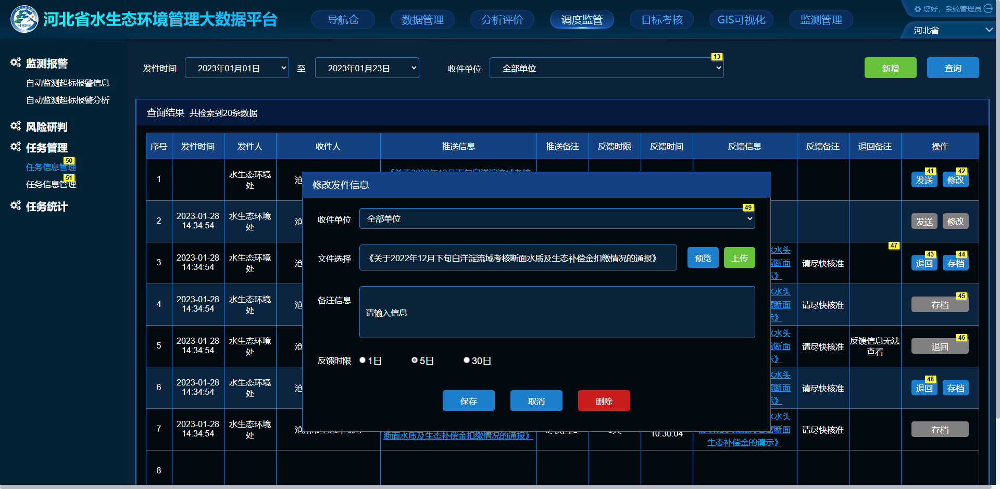 河北省水生态环境管理大数据平台
导航仓
数据管理
分析评价
调度监管
目标考核
GIS可视化
监测管理
您好，系统管理员
河北省
HBEE
监测报警
自动监测超标报警信息
自动监测超标报警分析
风险研判
任务管理
50
任务信息管理
51
任务信息管理
任务统计
发件时间
2023年01月01日
至
2023年01月23日
收件单位
全部单位
13
新增
查询
查询结果 共检索到20条数据
序号 发件时间 发件人 收件人 推送信息 推送备注 反馈时限 反馈时间 反馈信息 反馈备注 退回备注 操作
1
水生态环境
处
沧
41
发送
42
修改
2
2023-01-28
14:34:54
水生态环境
处
沧
发送
修改
3
2023-01-28
14:34:54
水生态环境
处
沧
水头
断面
示》
请尽快核准
47
43
退回
44
存档
4
2023-01-28
14:34:54
水生态环境
处
沧
水头
断面
示》
请尽快核准
45
存档
5
2023-01-28
14:34:54
水生态环境
处
沧
水头
断面
示》
请尽快核准
反馈信息无法
查看
46
退回
6
2023-01-28
14:34:54
水生态环境
处
沧
水头
断面
示》
请尽快核准
48
退回
存档
7
2023-01-28
14:34:54
水生态环境
处
沧
断面水质及生态补偿金扣缴情况的通报》
10:30:04
水头
断面
生态补偿金的请示》
请尽快核准
存档
8
修改发件信息
收件单位
全部单位
49
文件选择
《关于2022年12月下旬白洋淀流域考核断面水质及生态补偿金扣缴情况的通报》
预览
上传
备注信息
请输入信息
反馈时限
1日
5日
30日
保存
取消
删除